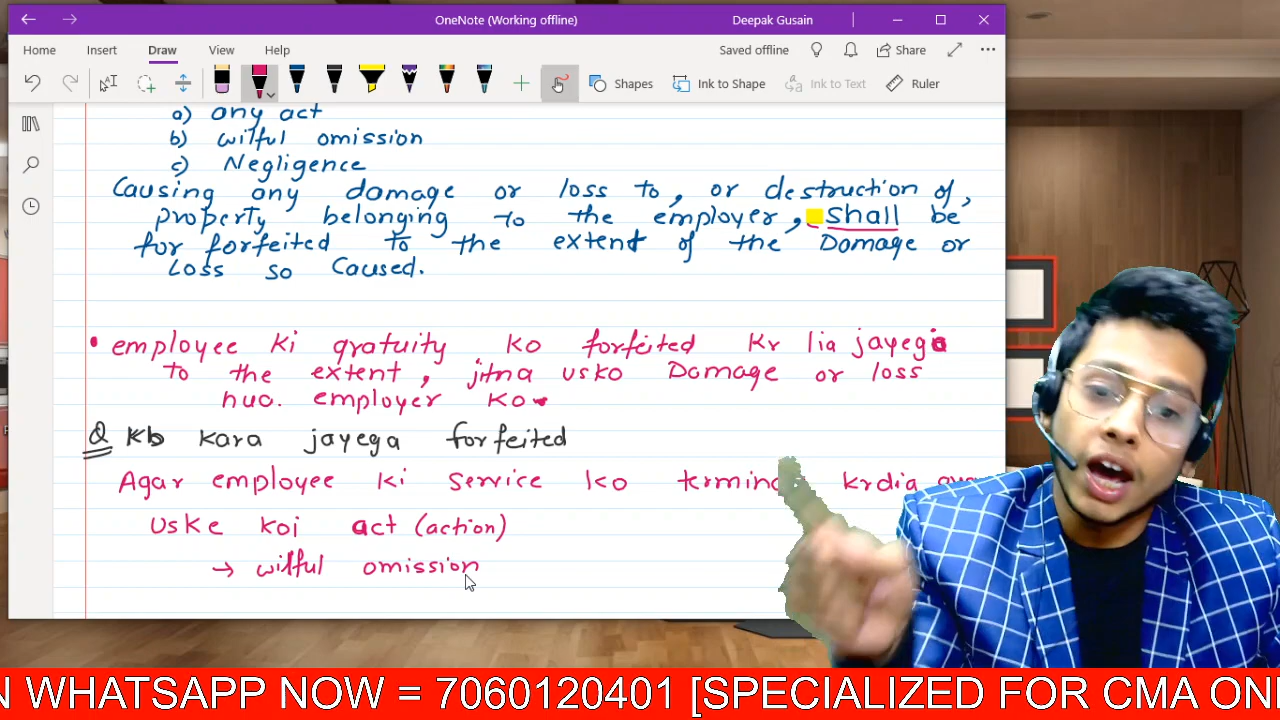 OneNote (Working offline)
Deepak Gusain
Home Insert Draw View Help
Saved offline
Share
Shapes
Ink to Shape
Ink to Text
Ruler
a) any act
b) wilful omission
c) Negligence
Causing any damage or loss to, or destruction of,
property belonging to the employer, shall be
for forfeited to the extent of the Damage or
Loss so Caused.
• employee ki gratuity ko forfeited kr lia jayega
to the extent, jitna usko Damage or loss
hua. employer ko
Q Kb kara jayega forfeited
Agar employee ki service ko krdia
uske koi act (action)
→ wilful omission
N WHATSAPP NOW = 7060120401 [SPECIALIZED FOR CMA ON